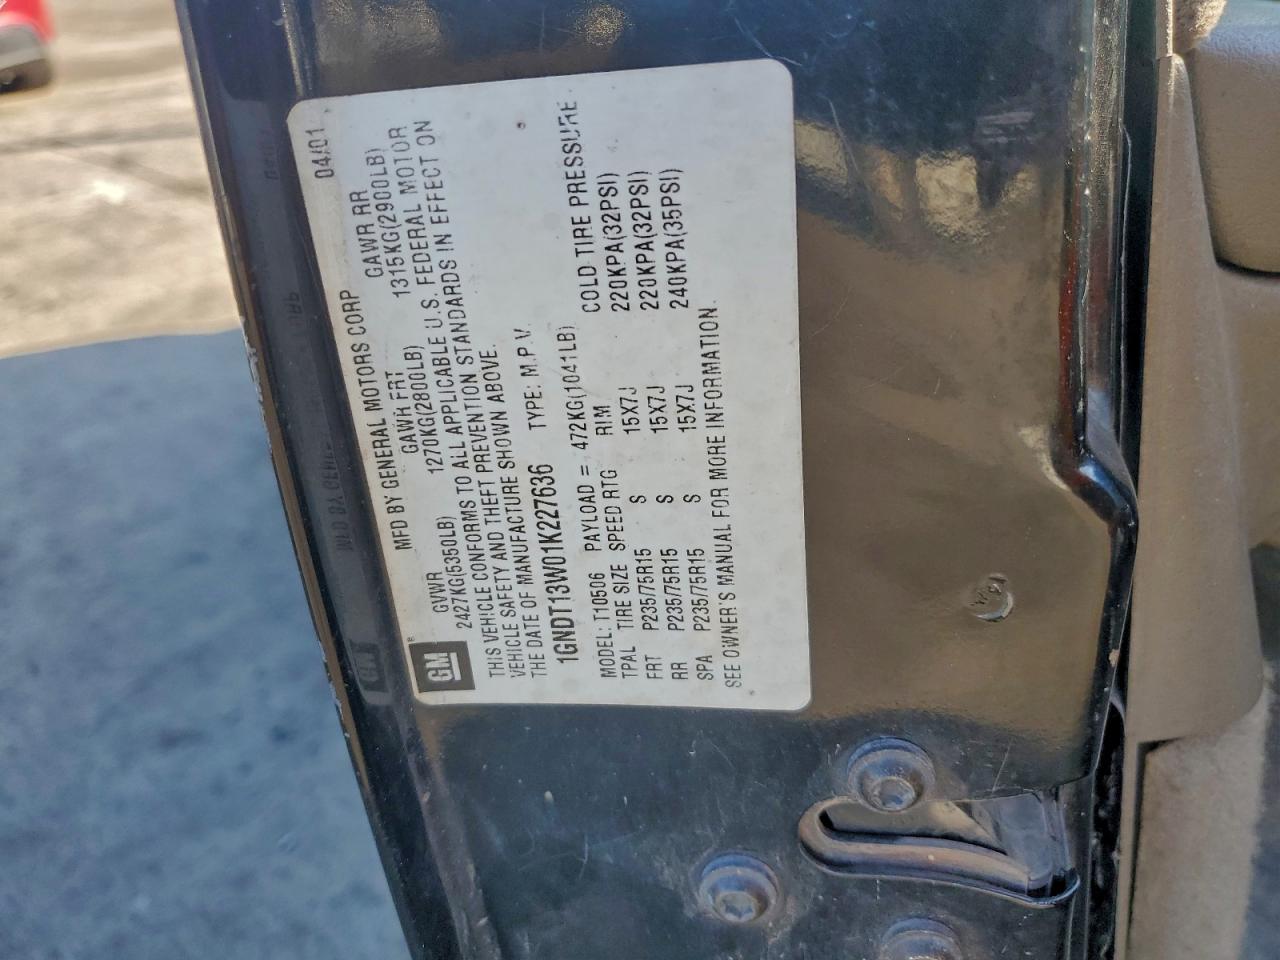 04/01
MFD BY GENERAL MOTORS CORP
GVWR GAWR FRT GAWR RR
2427KG(5350LB) 1270KG(2800LB) 1315KG(2900LB)
GM
THIS VEHICLE CONFORMS TO ALL APPLICABLE U.S. FEDERAL MOTOR
VEHICLE SAFETY AND THEFT PREVENTION STANDARDS IN EFFECT ON
THE DATE OF MANUFACTURE SHOWN ABOVE.
1GNDT13W01K227636 TYPE: M.P.V.
MODEL: T10506 PAYLOAD = 472KG(1041LB)
TPAL TIRE SIZE SPEED RTG RIM COLD TIRE PRESSURE
FRT P235/75R15 S 15X7J 220KPA(32PSI)
RR P235/75R15 S 15X7J 220KPA(32PSI)
SPA P235/75R15 S 15X7J 240KPA(35PSI)
SEE OWNER'S MANUAL FOR MORE INFORMATION.